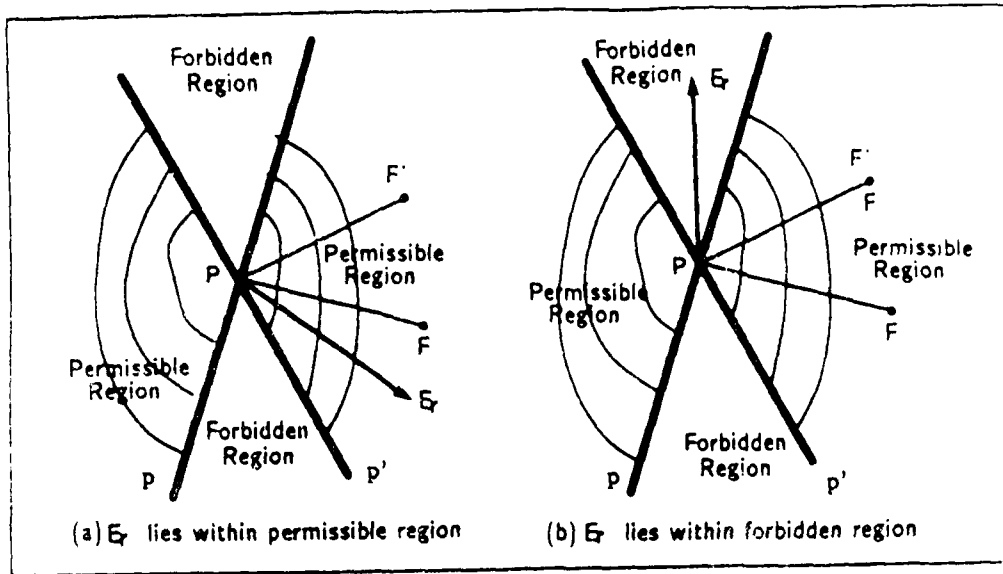 Forbidden
Region
F'
Permissible
Region
P
F
Permissible
Region
Er
Forbidden
Region
p
p'
(a) Er lies within permissible region
Forbidden
Region
Er
F'
F
Permissible
Region
P
Permissible
Region
F
Forbidden
Region
p
p'
(b) Er lies within forbidden region